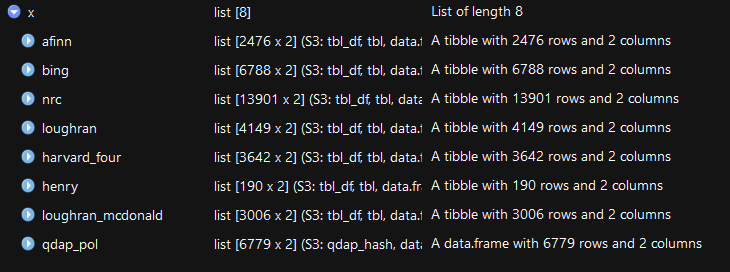 x list [8] List of length 8
afinn list [2476 x 2] (S3: tbl_df, tbl, data.f A tibble with 2476 rows and 2 columns
bing list [6788 x 2] (S3: tbl_df, tbl, data.f A tibble with 6788 rows and 2 columns
nrc list [13901 x 2] (S3: tbl_df, tbl, data A tibble with 13901 rows and 2 columns
loughran list [4149 x 2] (S3: tbl_df, tbl, data.f A tibble with 4149 rows and 2 columns
harvard_four list [3642 x 2] (S3: tbl_df, tbl, data.f A tibble with 3642 rows and 2 columns
henry list [190 x 2] (S3: tbl_df, tbl, data.fr A tibble with 190 rows and 2 columns
loughran_mcdonald list [3006 x 2] (S3: tbl_df, tbl, data.f A tibble with 3006 rows and 2 columns
qdap_pol list [6779 x 2] (S3: qdap_hash, data A data.frame with 6779 rows and 2 columns